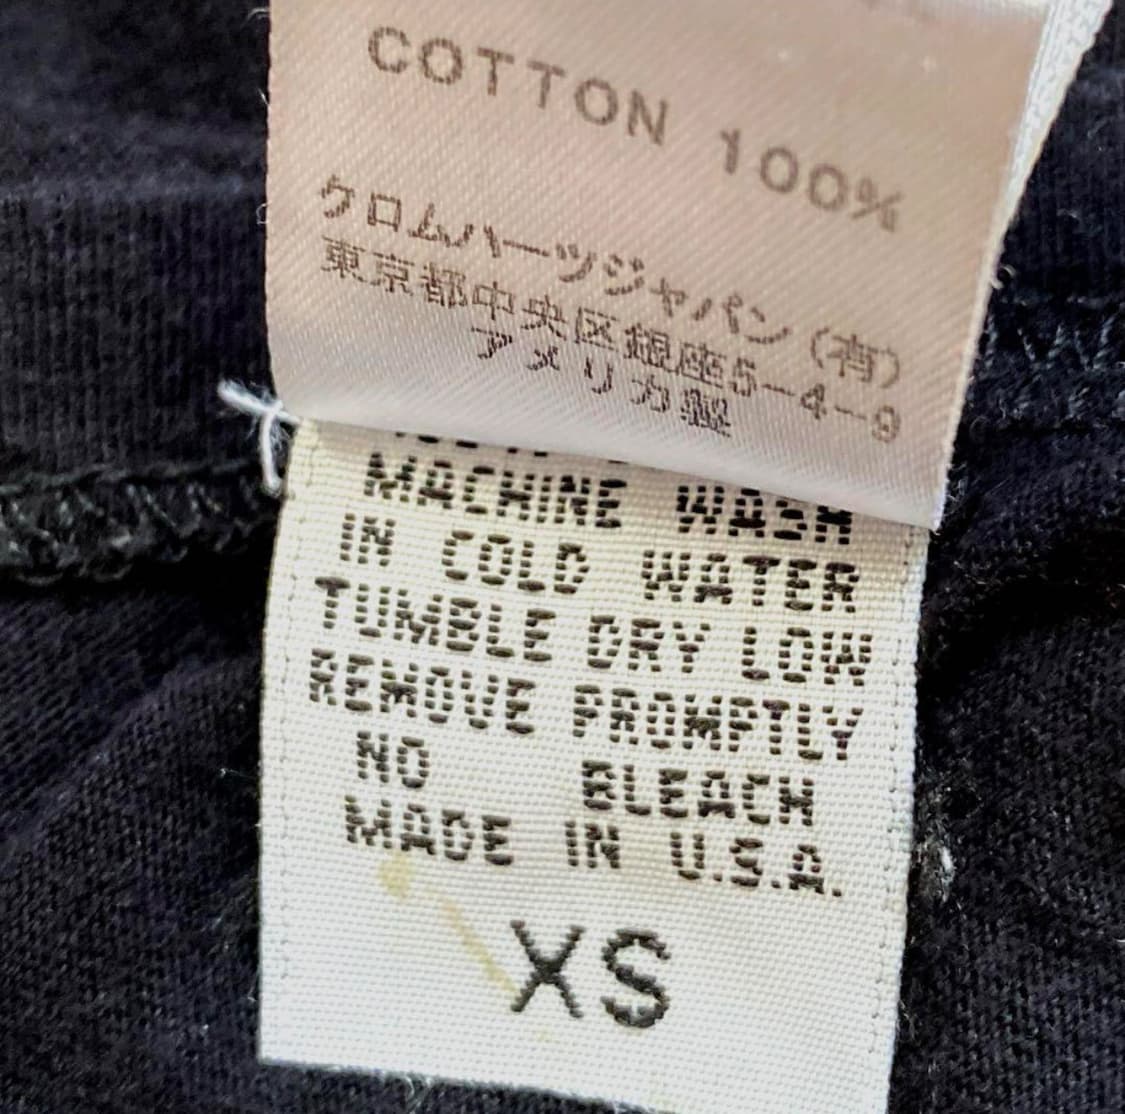 COTTON 100%
クロムハーツジャパン(有)
東京都中央区銀座5-4-9
アメリカ製
MACHINE WASH
IN COLD WATER
TUMBLE DRY LOW
REMOVE PROMPTLY
NO BLEACH
MADE IN U.S.A.
XS